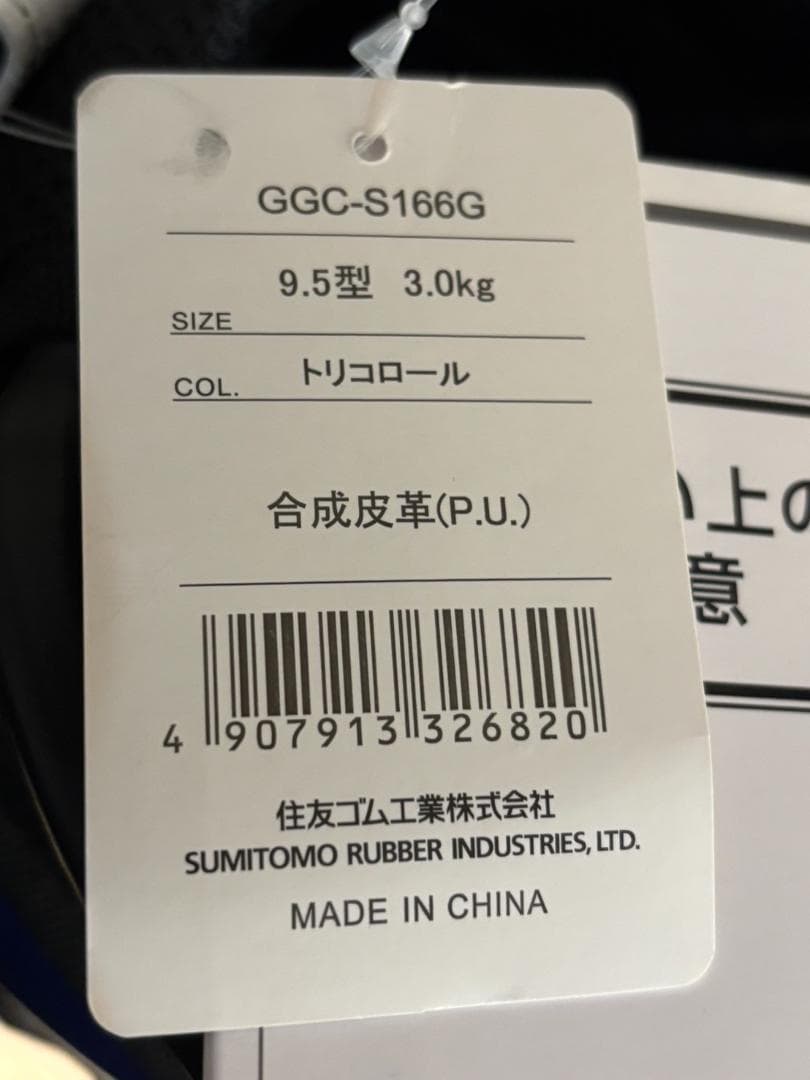 GGC-S166G
SIZE 9.5型 3.0kg
COL. トリコロール
合成皮革(P.U.)
4 907913 326820
住友ゴム工業株式会社
SUMITOMO RUBBER INDUSTRIES, LTD.
MADE IN CHINA
い上の
意